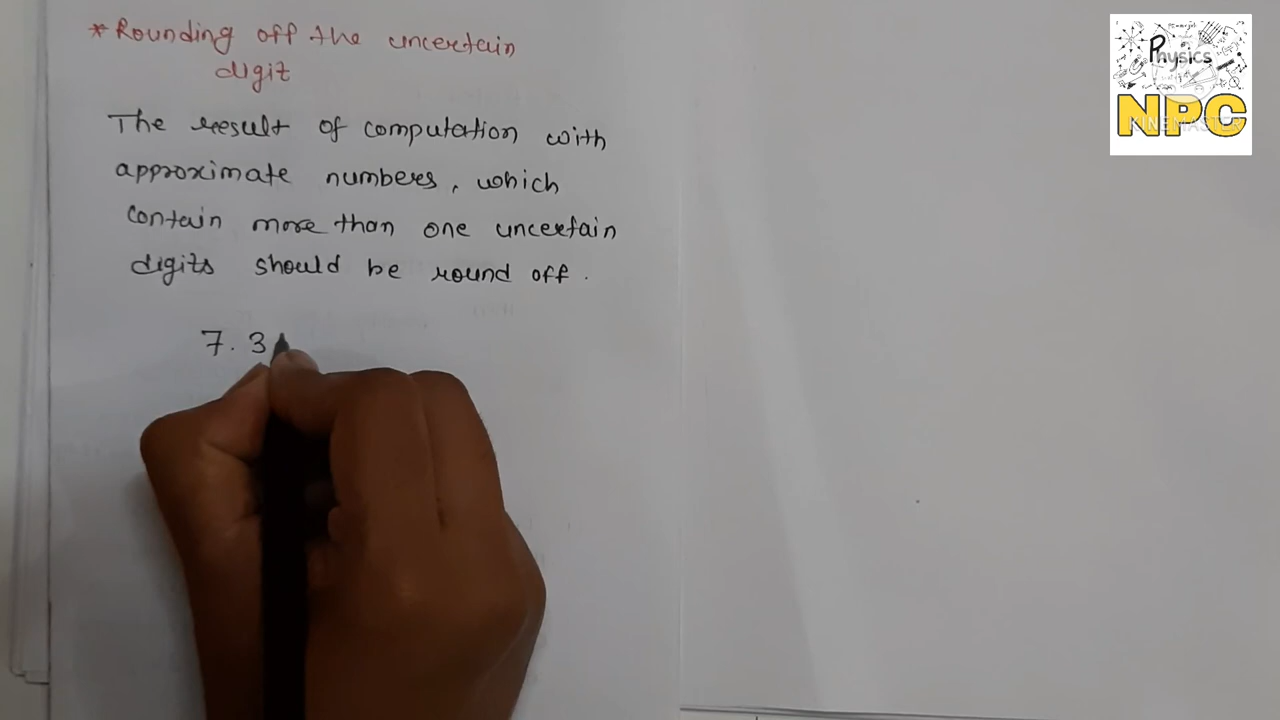 *Rounding off the uncertain
digit
The result of computation with
approximate numbers, which
contain more than one uncertain
digits should be round off.
7.3
Physics
NPC
KINEMASTER